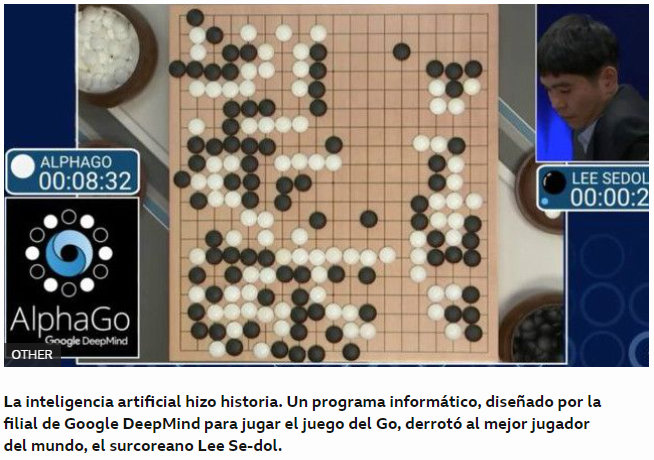 ALPHAGO
00:08:32
LEE SEDOL
00:00:2
AlphaGo
Google DeepMind
OTHER
La inteligencia artificial hizo historia. Un programa informático, diseñado por la
filial de Google DeepMind para jugar el juego del Go, derrotó al mejor jugador
del mundo, el surcoreano Lee Se-dol.